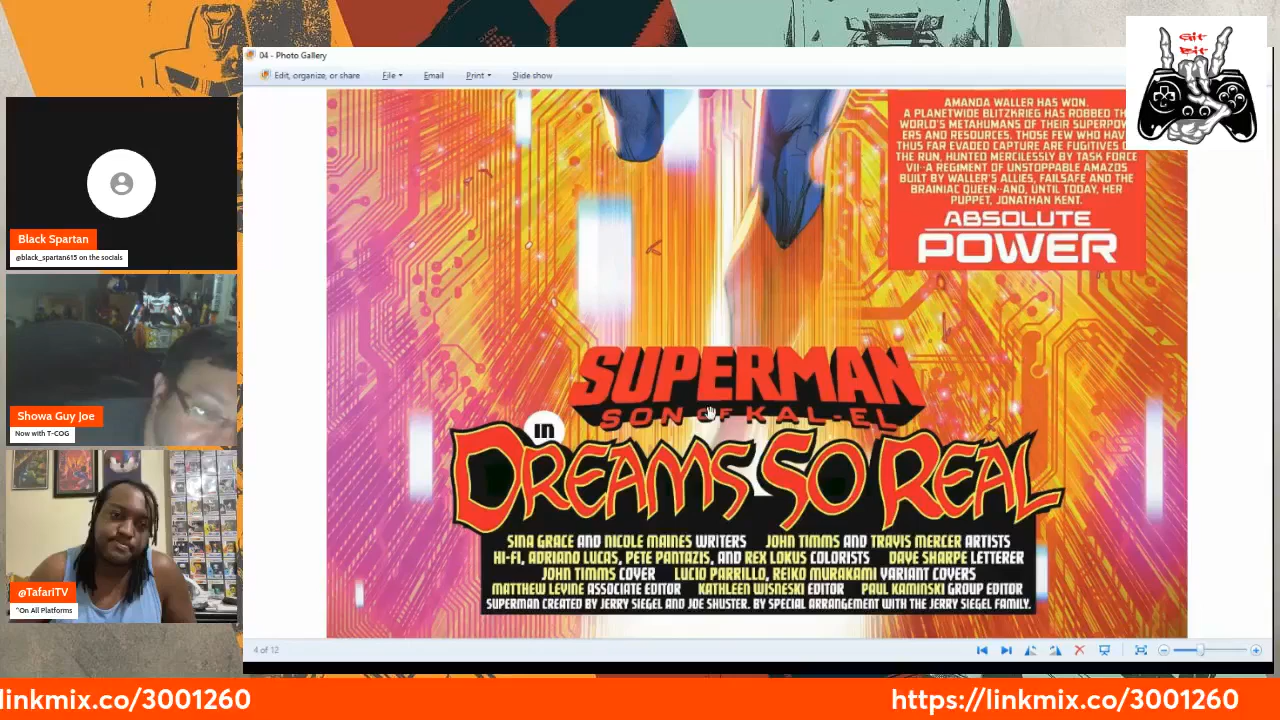 04 - Photo Gallery
Edit, organize, or share File Email Print Slide show
Git
Bit
AMANDA WALLER HAS WON.
A PLANETWIDE BLITZKRIEG HAS ROBBED
WORLD'S METAHUMANS OF THEIR
ERS AND RESOURCES. THOSE FEW WHO
THUS FAR EVADED CAPTURE ARE FUGITIVES
THE RUN, HUNTED MERCILESSLY BY TASK FORCE
VII--A REGIMENT OF UNSTOPPABLE AMAZOS
BUILT BY WALLER'S ALLIES, FAILSAFE AND THE
BRAINIAC QUEEN--AND, UNTIL TODAY, HER
PUPPET, JONATHAN KENT.
ABSOLUTE
POWER
Black Spartan
@black_spartan615 on the socials
Showa Guy Joe
Now with T-COG
@TafariTV
"On All Platforms
SUPERMAN
SON OF KAL-EL
IN
DREAMS SO REAL
SINA GRACE AND NICOLE MAINES WRITERS JOHN TIMMS AND TRAVIS MERCER ARTISTS
HI-FI, ADRIANO LUCAS, PETE PANTAZIS, AND REX LOKUS COLORISTS DAVE SHARPE LETTERER
JOHN TIMMS COVER LUCIO PARRILLO, REIKO MURAKAMI VARIANT COVERS
MATTHEW LEVINE ASSOCIATE EDITOR KATHLEEN WISNESKI EDITOR PAUL KAMINSKI GROUP EDITOR
SUPERMAN CREATED BY JERRY SIEGEL AND JOE SHUSTER. BY SPECIAL ARRANGEMENT WITH THE JERRY SIEGEL FAMILY.
4 of 12
linkmix.co/3001260 https://linkmix.co/3001260